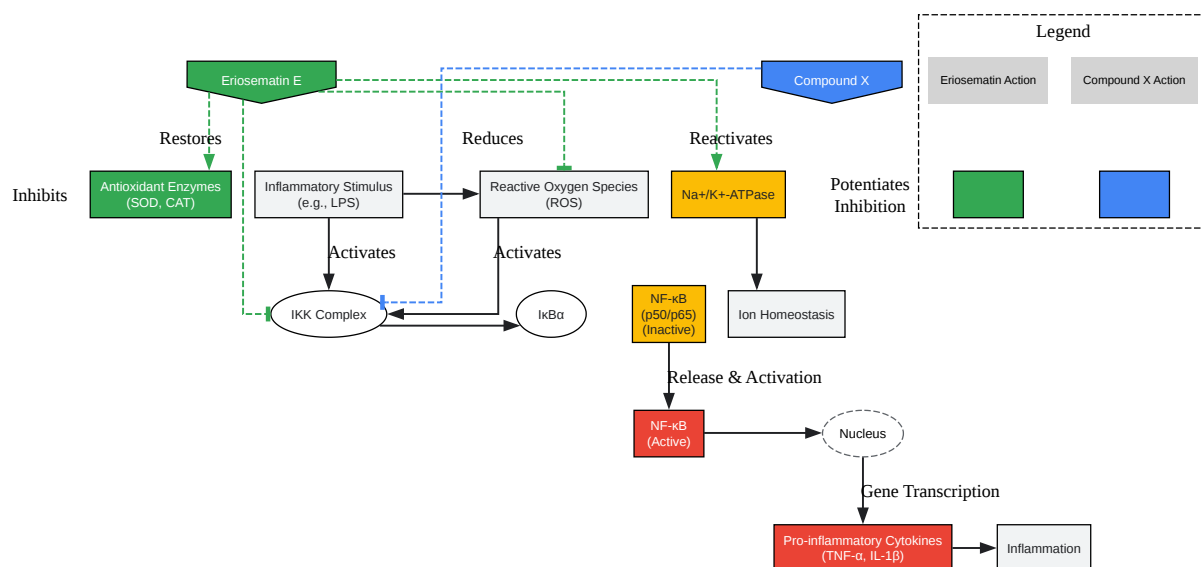 Legend
Eriosematin E
Compound X
Eriosematin Action
Compound X Action
Restores
Reduces
Reactivates
Inhibits
Antioxidant Enzymes
(SOD, CAT)
Inflammatory Stimulus
(e.g., LPS)
Reactive Oxygen Species
(ROS)
Na+/K+-ATPase
Potentiates
Inhibition
Activates
Activates
IKK Complex
IκBα
NF-κB
(p50/p65)
(Inactive)
Ion Homeostasis
Release & Activation
NF-κB
(Active)
Nucleus
Gene Transcription
Pro-inflammatory Cytokines
(TNF-α, IL-1β)
Inflammation